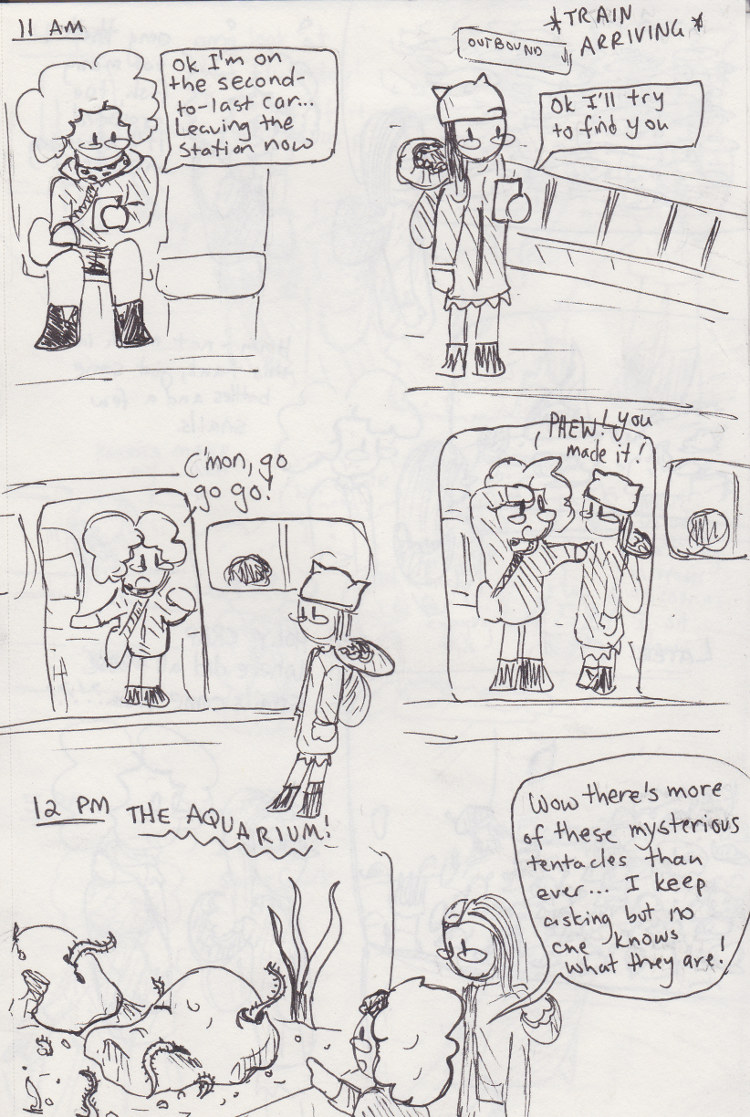 11 AM
Ok I'm on
the second-
to-last car...
Leaving the
station now
OUTBOUND
*TRAIN
ARRIVING*
Ok I'll try
to find you
C'mon, go
go go!
PHEW! you
made it!
12 PM THE AQUARIUM!
Wow there's more
of these mysterious
tentacles than
ever... I keep
asking but no
one knows
what they are!